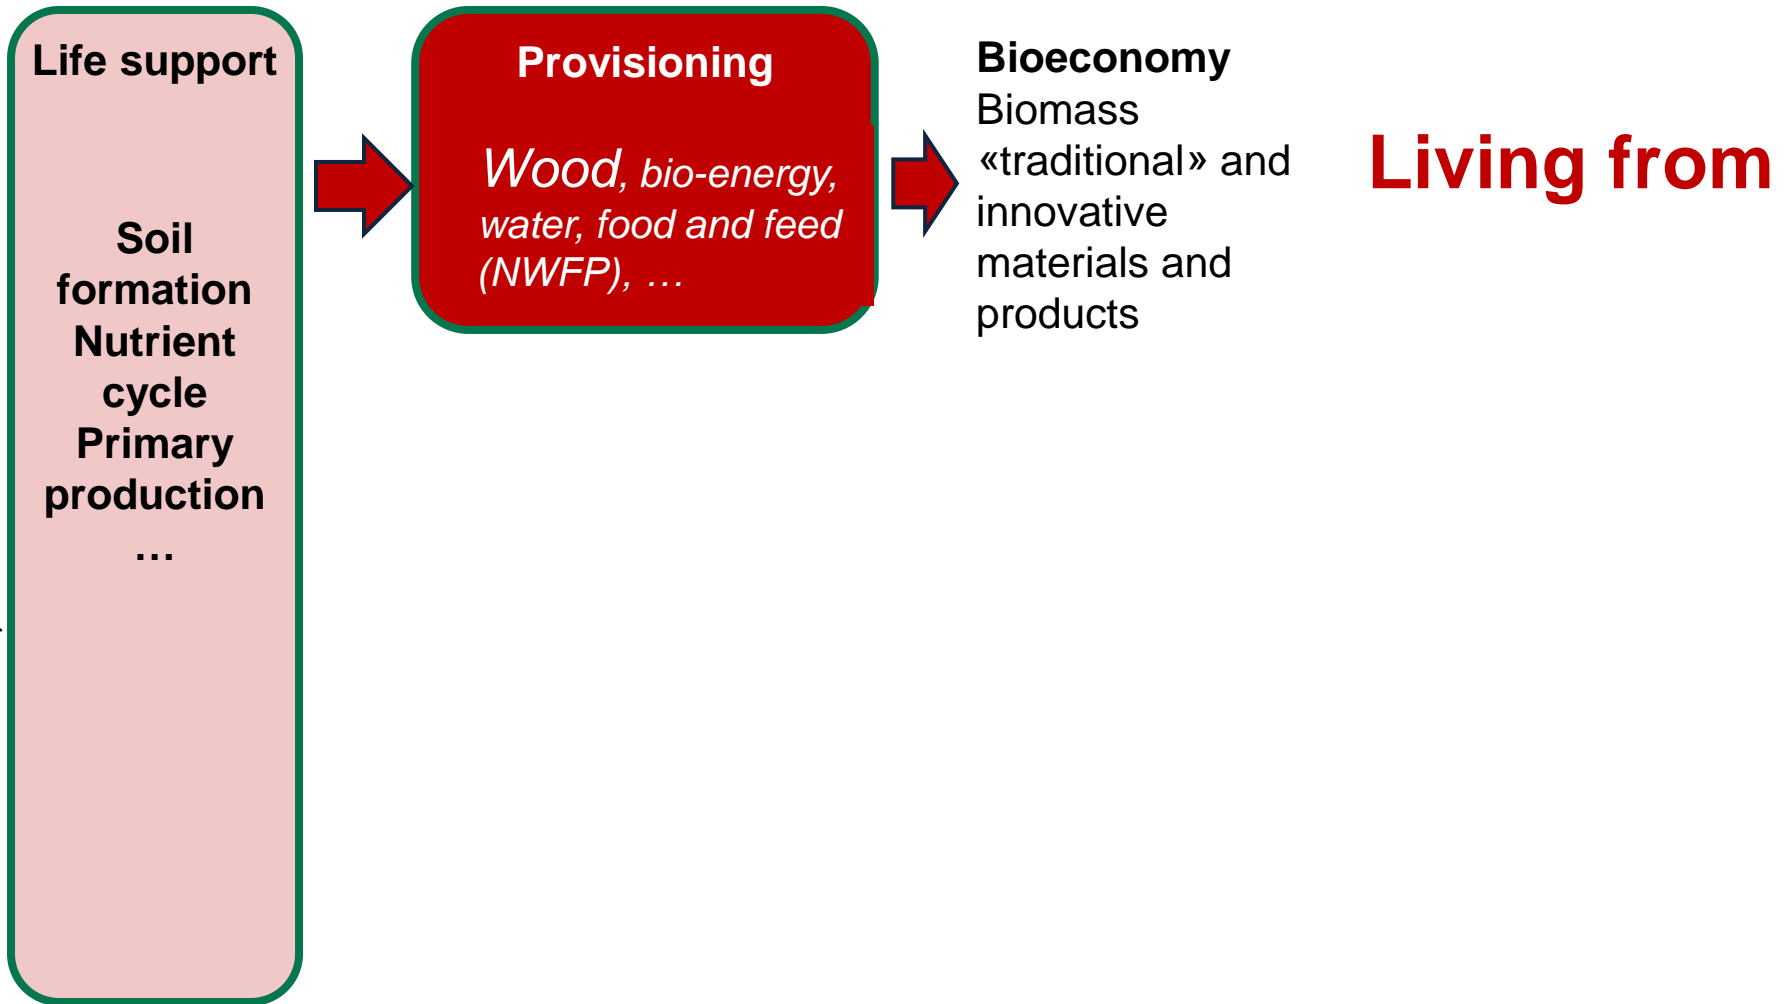 Life support
Soil
formation
Nutrient
cycle
Primary
production
…
Provisioning
Wood, bio-energy,
water, food and feed
(NWFP), …
Bioeconomy
Biomass
«traditional» and
innovative
materials and
products
Living from